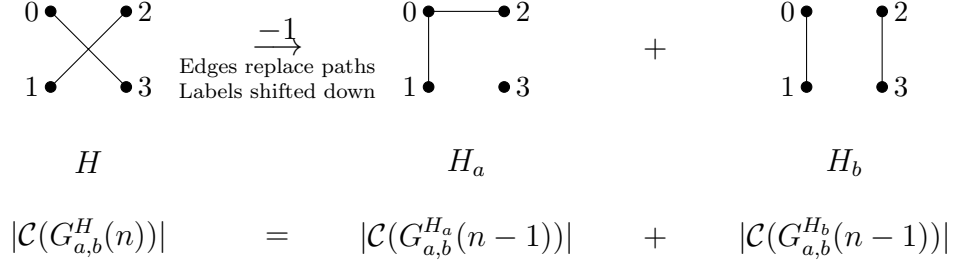 0 2 −1 0 2 + 0 2
Edges replace paths
Labels shifted down
1 3 1 3 1 3
H H_a H_b
|C(G^H_{a,b}(n))| = |C(G^{H_a}_{a,b}(n − 1))| + |C(G^{H_b}_{a,b}(n − 1))|